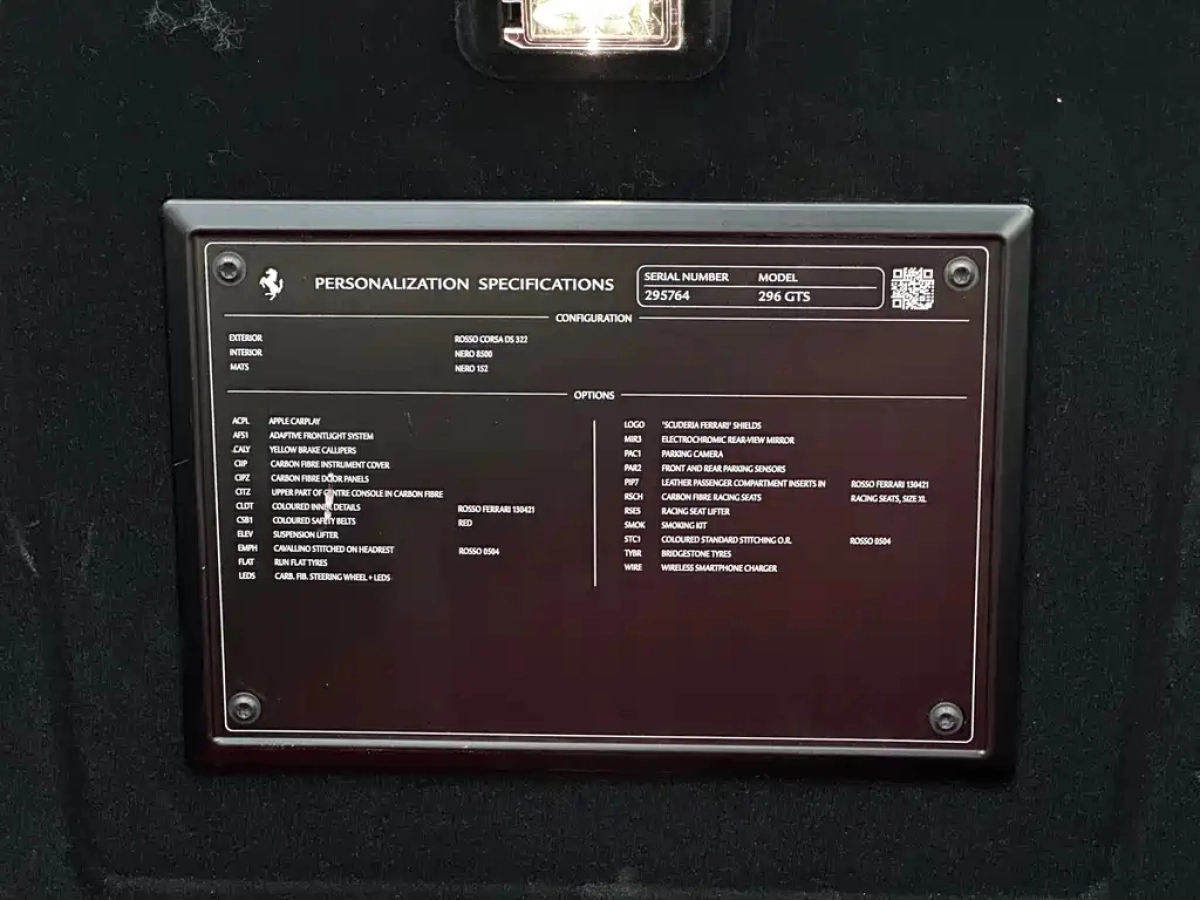 PERSONALIZATION SPECIFICATIONS
SERIAL NUMBER MODEL
295764 296 GTS
CONFIGURATION
EXTERIOR ROSSO CORSA DS 322
INTERIOR NERO 8500
MATS NERO 152
OPTIONS
ACPL APPLE CARPLAY
AFS1 ADAPTIVE FRONTLIGHT SYSTEM
CALY YELLOW BRAKE CALLIPERS
CIIP CARBON FIBRE INSTRUMENT COVER
CIPZ CARBON FIBRE DOOR PANELS
CITZ UPPER PART OF CENTRE CONSOLE IN CARBON FIBRE
CLDT COLOURED INNER DETAILS ROSSO FERRARI 130421
CSB1 COLOURED SAFETY BELTS RED
ELEV SUSPENSION LIFTER
EMPH CAVALLINO STITCHED ON HEADREST ROSSO 0504
FLAT RUN FLAT TYRES
LEDS CARB. FIB. STEERING WHEEL + LEDS
LOGO 'SCUDERIA FERRARI' SHIELDS
MIR3 ELECTROCHROMIC REAR-VIEW MIRROR
PAC1 PARKING CAMERA
PAR2 FRONT AND REAR PARKING SENSORS
PIP7 LEATHER PASSENGER COMPARTMENT INSERTS IN ROSSO FERRARI 130421
RSCH CARBON FIBRE RACING SEATS RACING SEATS, SIZE XL
RSES RACING SEAT LIFTER
SMOK SMOKING KIT
STC1 COLOURED STANDARD STITCHING O.R. ROSSO 0504
TYBR BRIDGESTONE TYRES
WIRE WIRELESS SMARTPHONE CHARGER